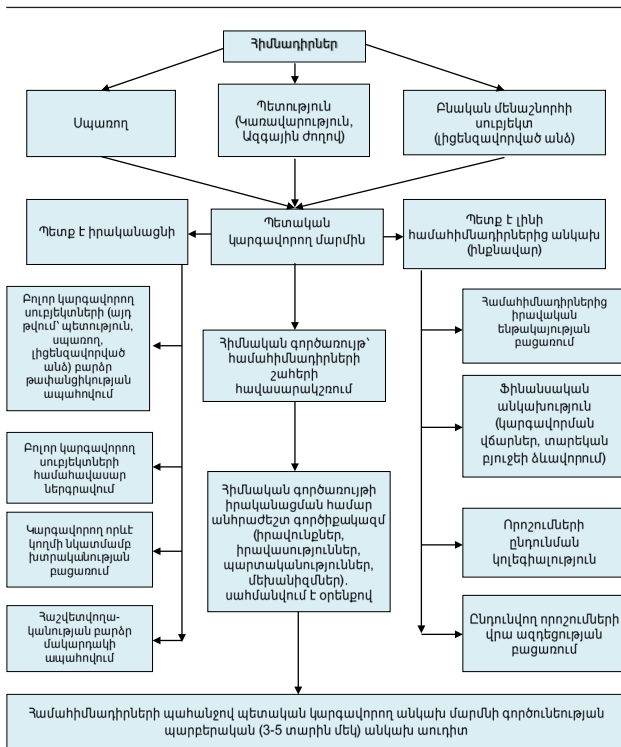 Հիմնադիրներ
Սպառող
Պետություն
(Կառավարություն,
Ազգային ժողով)
Բնական մենաշնորհի
սուբյեկտ
(լիցենզավորված անձ)
Պետք է իրականացնի
Պետական
կարգավորող մարմին
Պետք է լինի
համահիմնադիրներից անկախ
(ինքնավար)
Բոլոր կարգավորող
սուբյեկտների (այդ
թվում՝ պետություն,
սպառող,
լիցենզավորված
անձ) բարձր
թափանցիկության
ապահովում
Բոլոր կարգավորող
սուբյեկտների
համահավասար
ներգրավում
Կարգավորող որևէ
կողմի նկատմամբ
խտրականության
բացառում
Հաշվետվողա-
կանության բարձր
մակարդակի
ապահովում
Հիմնական գործառույթ՝
համահիմնադիրների
շահերի
հավասարակշռում
Հիմնական գործառույթի
իրականացման համար
անհրաժեշտ գործիքակազմ
(իրավունքներ,
իրավասություններ,
պարտականություններ,
մեխանիզմներ).
սահմանվում է օրենքով
Համահիմնադիրներից
իրավական
ենթակայության
բացառում
Ֆինանսական
անկախություն
(կարգավորման
վճարներ, տարեկան
բյուջեի ձևավորում)
Որոշումների
ընդունման
կոլեգիալություն
Ընդունվող որոշումների
վրա ազդեցության
բացառում
Համահիմնադիրների պահանջով պետական կարգավորող անկախ մարմնի գործունեության
պարբերական (3-5 տարին մեկ) անկախ աուդիտ